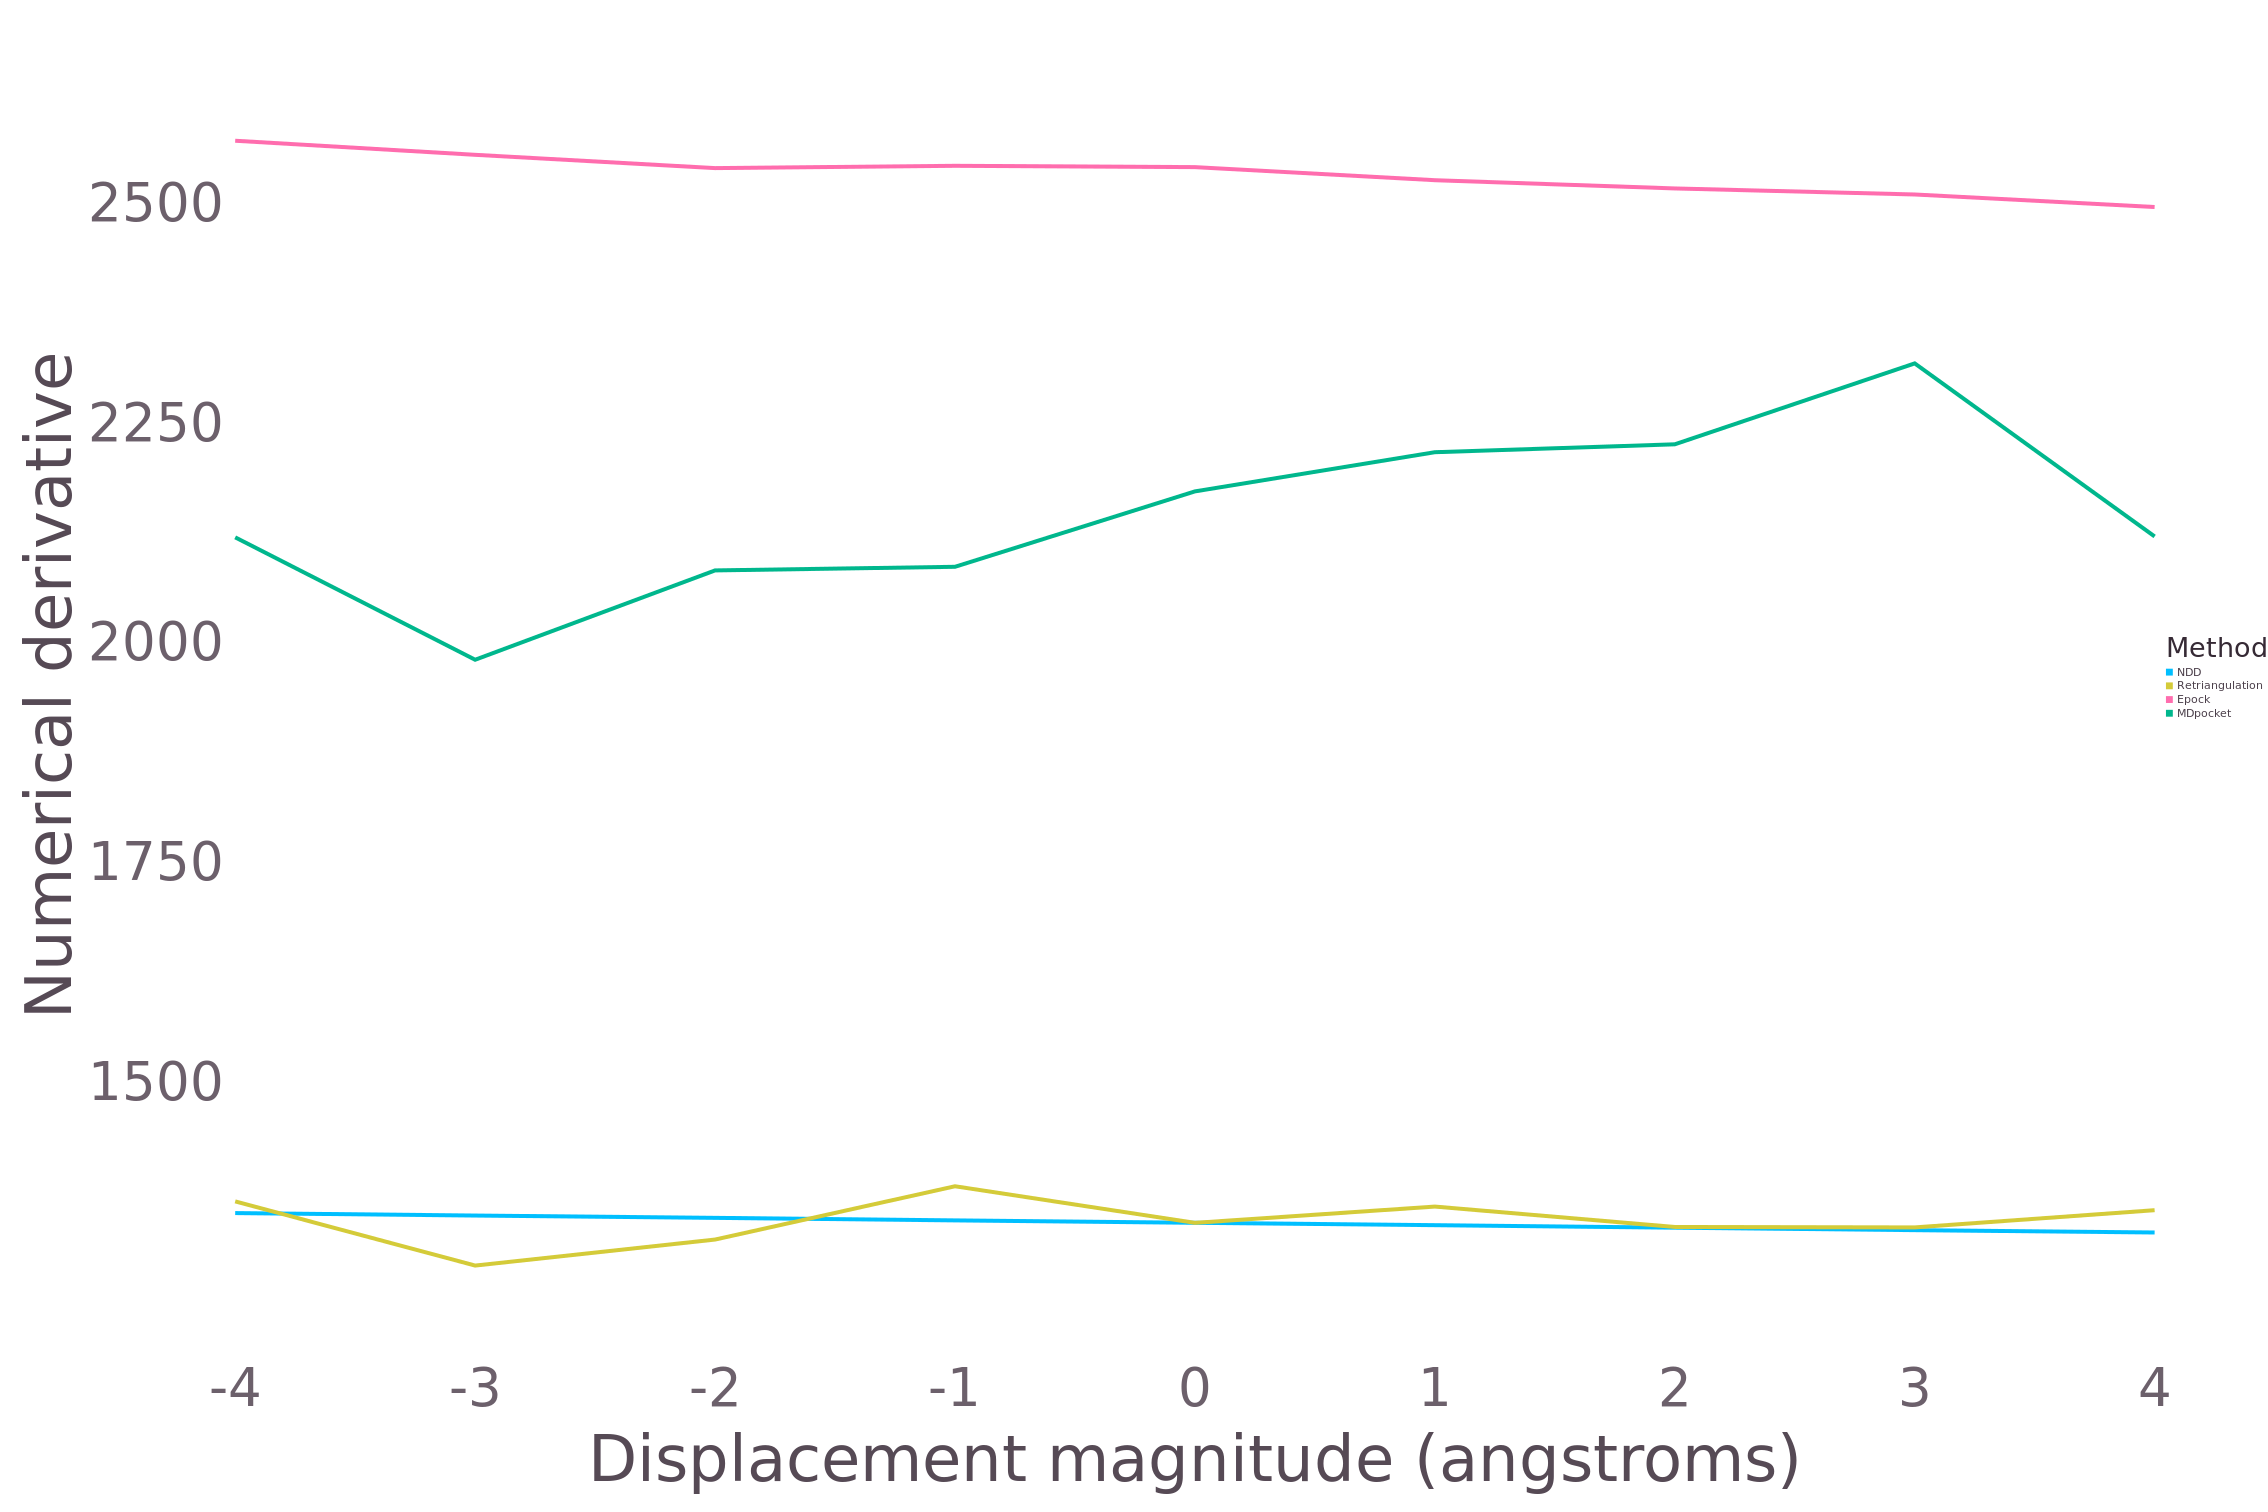 2500
2250
2000
1750
1500
Numerical derivative
-4 -3 -2 -1 0 1 2 3 4
Displacement magnitude (angstroms)
Method
NDD
Retriangulation
Epock
MDpocket